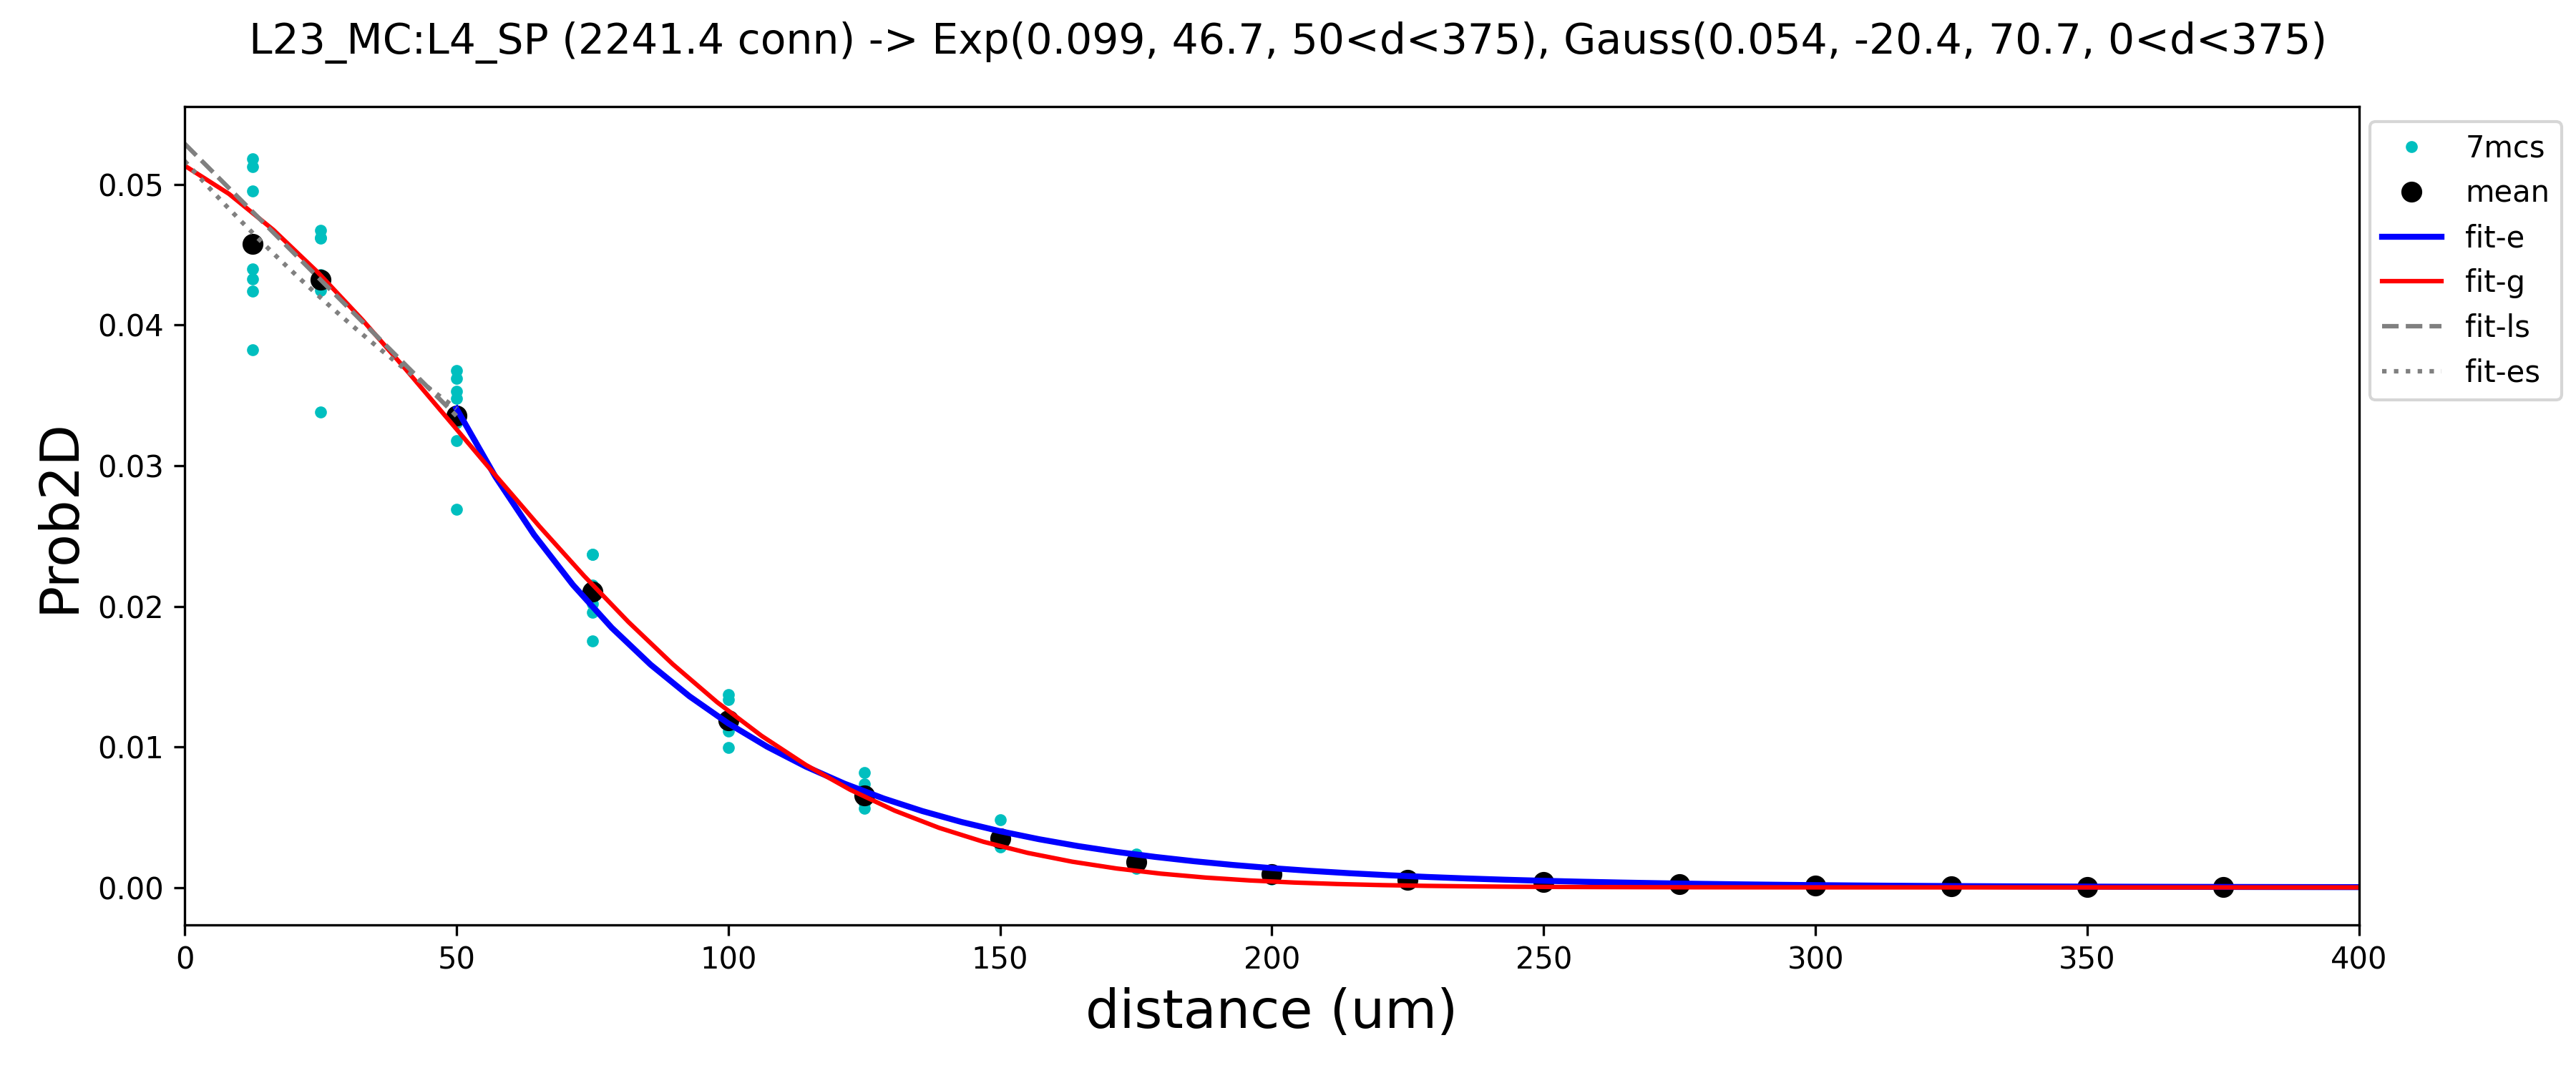 L23_MC:L4_SP (2241.4 conn) -> Exp(0.099, 46.7, 50<d<375), Gauss(0.054, -20.4, 70.7, 0<d<375)
7mcs
mean
fit-e
fit-g
fit-ls
fit-es
Prob2D
0.05
0.04
0.03
0.02
0.01
0.00
0 50 100 150 200 250 300 350 400
distance (um)